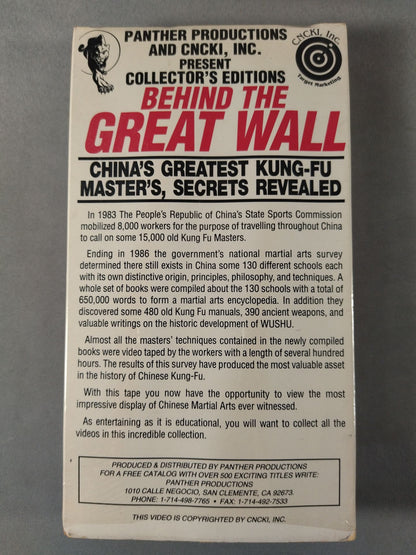 PANTHER PRODUCTIONS
AND CNCKI, INC.
PRESENT
COLLECTOR'S EDITIONS
CNCKI, Inc.
Target Marketing
BEHIND THE
GREAT WALL
CHINA'S GREATEST KUNG-FU
MASTER'S, SECRETS REVEALED
In 1983 The People's Republic of China's State Sports Commission
mobilized 8,000 workers for the purpose of travelling throughout China
to call on some 15,000 old Kung Fu Masters.
Ending in 1986 the government's national martial arts survey
determined there still exists in China some 130 different schools each
with its own distinctive origin, principles, philosophy, and techniques. A
whole set of books were compiled about the 130 schools with a total of
650,000 words to form a martial arts encyclopedia. In addition they
discovered some 480 old Kung Fu manuals, 390 ancient weapons, and
valuable writings on the historic development of WUSHU.
Almost all the masters' techniques contained in the newly compiled
books were video taped by the workers with a length of several hundred
hours. The results of this survey have produced the most valuable asset
in the history of Chinese Kung-Fu.
With this tape you now have the opportunity to view the most
impressive display of Chinese Martial Arts ever witnessed.
As entertaining as it is educational, you will want to collect all the
videos in this incredible collection.
PRODUCED & DISTRIBUTED BY PANTHER PRODUCTIONS
FOR A FREE CATALOG WITH OVER 500 EXCITING TITLES WRITE:
PANTHER PRODUCTIONS
1010 CALLE NEGOCIO, SAN CLEMENTE, CA 92673.
PHONE: 1-714-498-7765 • FAX: 1-714-492-7533
THIS VIDEO IS COPYRIGHTED BY CNCKI, INC.